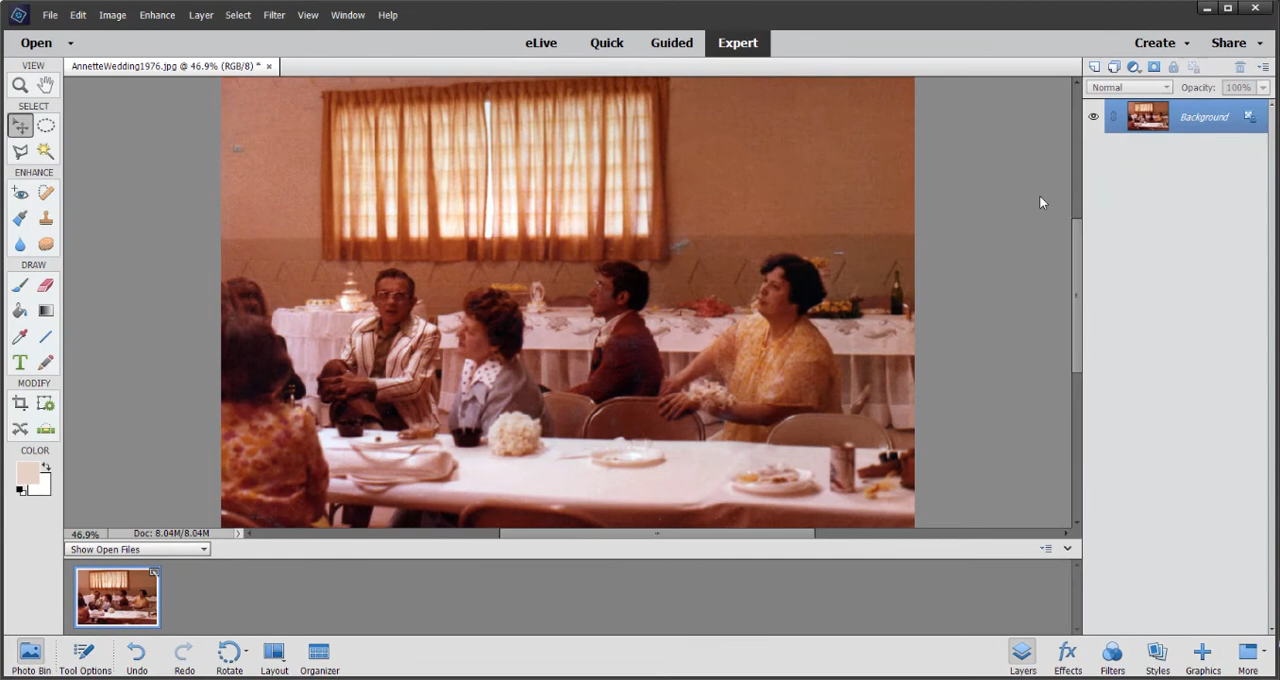 File Edit Image Enhance Layer Select Filter View Window Help
Open eLive Quick Guided Expert Create Share
VIEW
AnnetteWedding1976.jpg @ 46.9% (RGB/8) * ×
Normal Opacity: 100%
SELECT
Background
ENHANCE
DRAW
T
MODIFY
COLOR
46.9% Doc: 8.04M/8.04M
Show Open Files
Photo Bin Tool Options Undo Redo Rotate Layout Organizer fx Layers Effects Filters Styles Graphics More